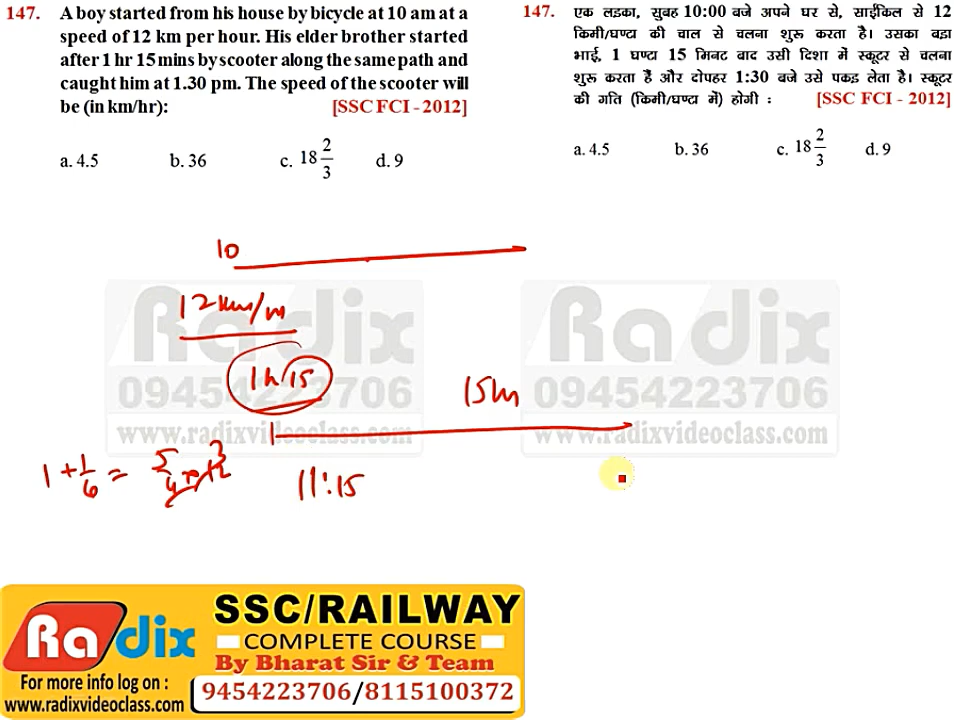 147. A boy started from his house by bicycle at 10 am at a
speed of 12 km per hour. His elder brother started
after 1 hr 15 mins by scooter along the same path and
caught him at 1.30 pm. The speed of the scooter will
be (in km/hr): [SSC FCI - 2012]
a. 4.5 b. 36 c. 18 2/3 d. 9
147. एक लड़का, सुबह 10:00 बजे अपने घर से, साईकिल से 12
किमी/घण्टा की चाल से चलना शुरू करता है। उसका बड़ा
भाई, 1 घण्टा 15 मिनट बाद उसी दिशा में स्कूटर से चलना
शुरू करता हैं और दोपहर 1:30 बजे उसे पकड़ लेता है। स्कूटर
की गति (किमी/घण्टा में) होगी : [SSC FCI - 2012]
a. 4.5 b. 36 c. 18 2/3 d. 9
10
12km/m
1h/15
15m
11:15
Radix
09454223706
www.radixvideoclass.com
Radix
09454223706
www.radixvideoclass.com
Radix
For more info log on :
www.radixvideoclass.com
SSC/RAILWAY
COMPLETE COURSE
By Bharat Sir & Team
9454223706/8115100372